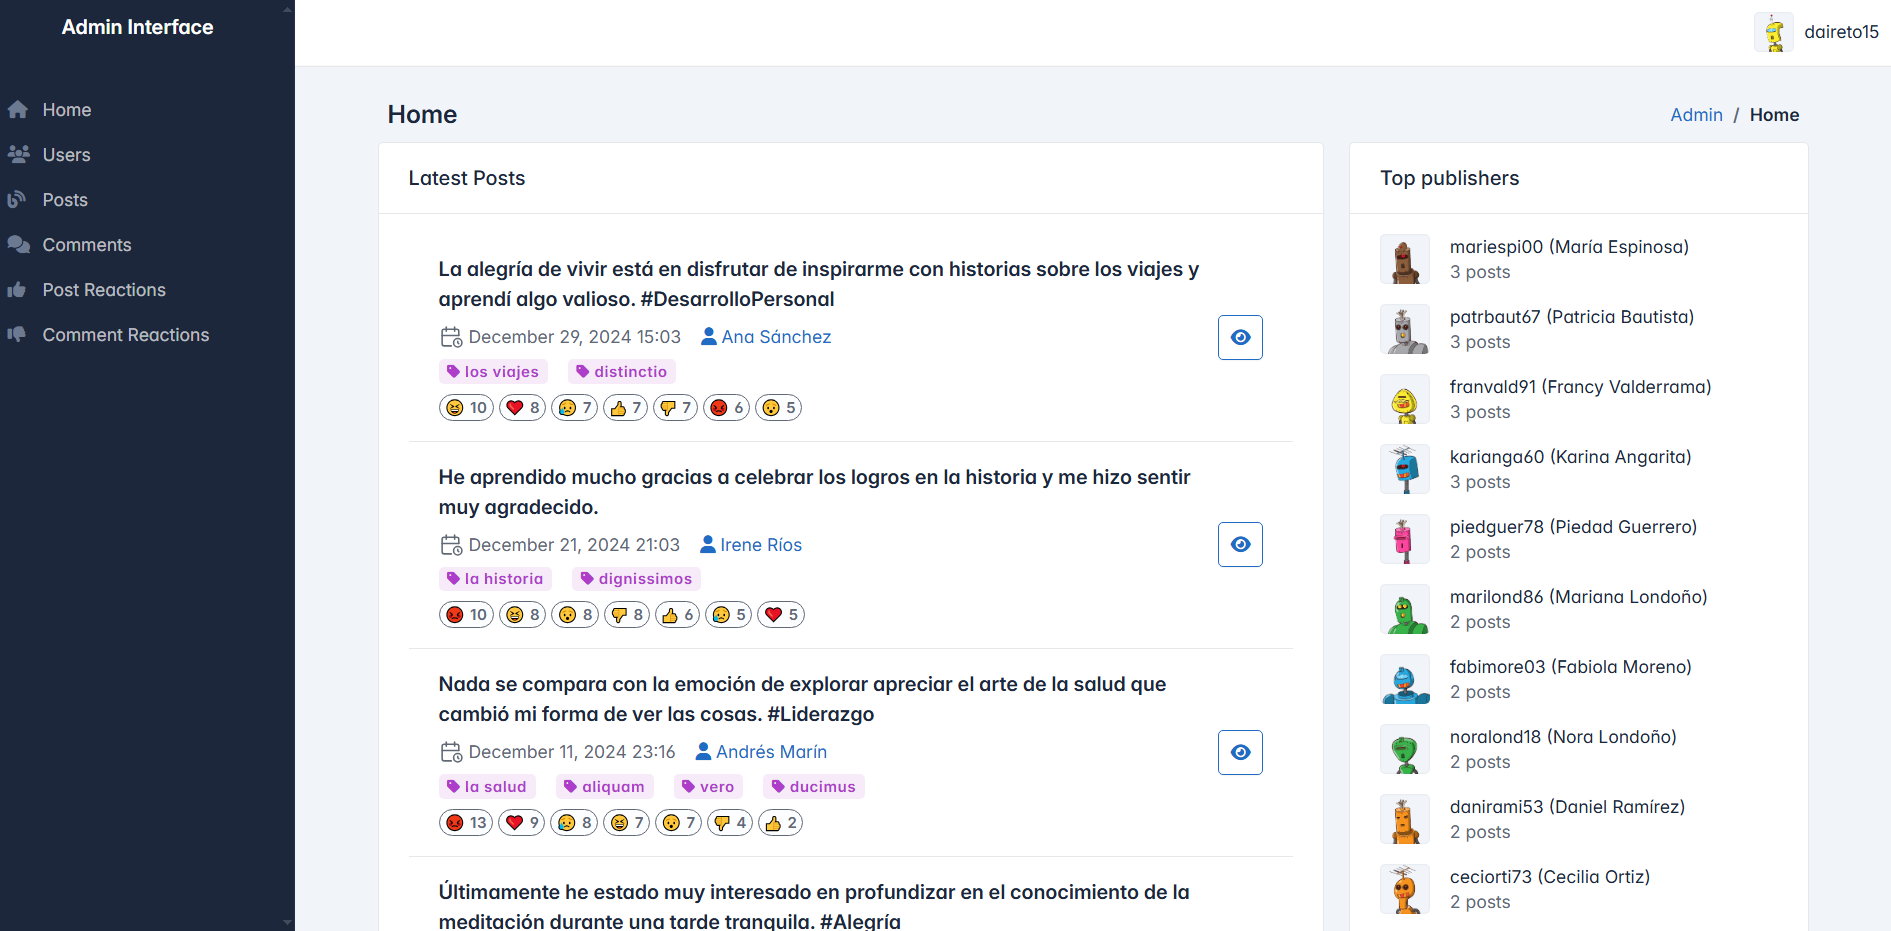 Admin Interface
Home
Users
Posts
Comments
Post Reactions
Comment Reactions
daireto15
Home
Admin / Home
Latest Posts
La alegría de vivir está en disfrutar de inspirarme con historias sobre los viajes y
aprendí algo valioso. #DesarrolloPersonal
December 29, 2024 15:03 Ana Sánchez
los viajes distinctio
10 8 7 7 7 6 5
He aprendido mucho gracias a celebrar los logros en la historia y me hizo sentir
muy agradecido.
December 21, 2024 21:03 Irene Ríos
la historia dignissimos
10 8 8 8 6 5 5
Nada se compara con la emoción de explorar apreciar el arte de la salud que
cambió mi forma de ver las cosas. #Liderazgo
December 11, 2024 23:16 Andrés Marín
la salud aliquam vero ducimus
13 9 8 7 7 4 2
Últimamente he estado muy interesado en profundizar en el conocimiento de la
meditación durante una tarde tranquila. #Alegría
Top publishers
mariespi00 (María Espinosa)
3 posts
patrbaut67 (Patricia Bautista)
3 posts
franvald91 (Francy Valderrama)
3 posts
karianga60 (Karina Angarita)
3 posts
piedguer78 (Piedad Guerrero)
2 posts
marilond86 (Mariana Londoño)
2 posts
fabimore03 (Fabiola Moreno)
2 posts
noralond18 (Nora Londoño)
2 posts
danirami53 (Daniel Ramírez)
2 posts
ceciorti73 (Cecilia Ortiz)
2 posts